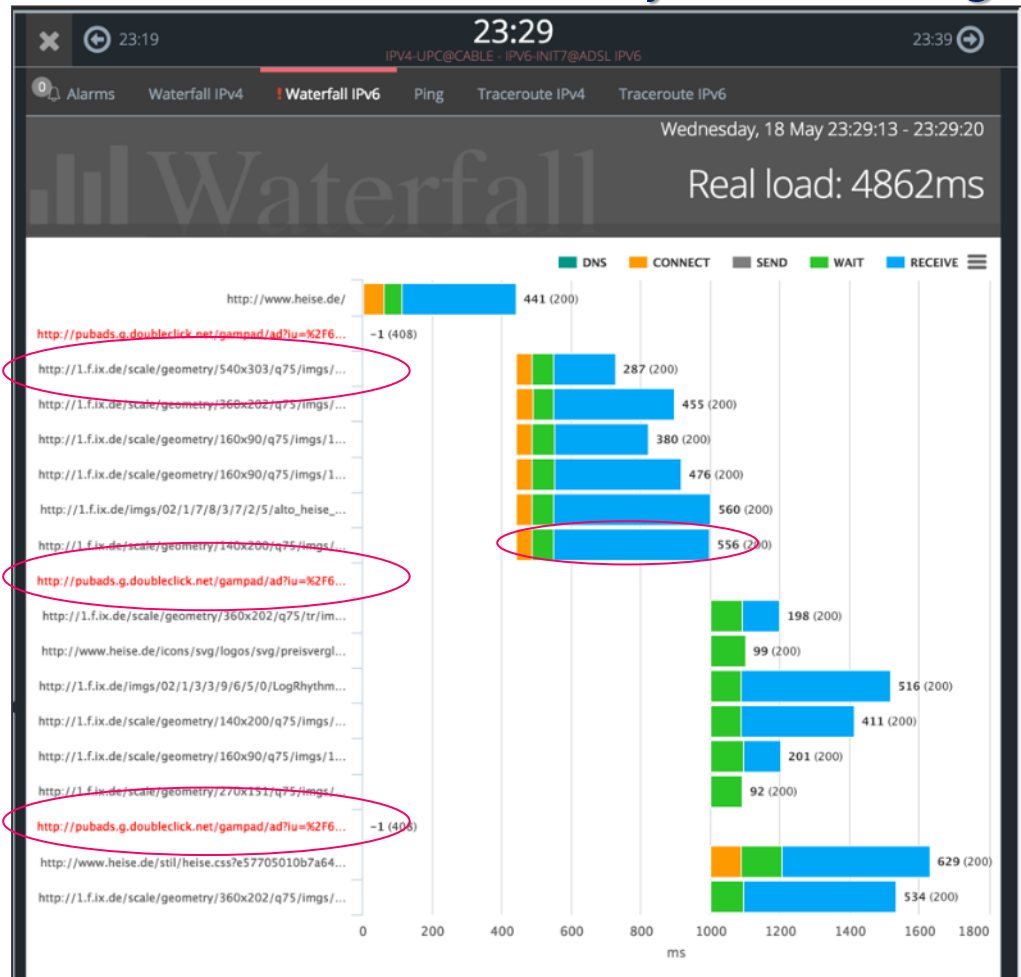 23:19
23:29
23:39
IPV4-UPC@CABLE - IPV6-INIT7@ADSL IPV6
0 Alarms Waterfall IPv4 ! Waterfall IPv6 Ping Traceroute IPv4 Traceroute IPv6
Wednesday, 18 May 23:29:13 - 23:29:20
Waterfall
Real load: 4862ms
DNS CONNECT SEND WAIT RECEIVE
http://www.heise.de/ 441 (200)
http://pubads.g.doubleclick.net/gampad/ad?iu=%2F6... -1 (408)
http://1.f.ix.de/scale/geometry/540x303/q75/imgs/... 287 (200)
http://1.f.ix.de/scale/geometry/360x202/q75/imgs/... 455 (200)
http://1.f.ix.de/scale/geometry/160x90/q75/imgs/1... 380 (200)
http://1.f.ix.de/scale/geometry/160x90/q75/imgs/1... 476 (200)
http://1.f.ix.de/imgs/02/1/7/8/3/7/2/5/alto_heise_... 560 (200)
http://1.f.ix.de/scale/geometry/140x200/q75/imgs/... 556 (200)
http://pubads.g.doubleclick.net/gampad/ad?iu=%2F6...
http://1.f.ix.de/scale/geometry/360x202/q75/tr/im... 198 (200)
http://www.heise.de/icons/svg/logos/svg/preisvergl... 99 (200)
http://1.f.ix.de/imgs/02/1/3/3/9/6/5/0/LogRhythm... 516 (200)
http://1.f.ix.de/scale/geometry/140x200/q75/imgs/... 411 (200)
http://1.f.ix.de/scale/geometry/160x90/q75/imgs/1... 201 (200)
http://1.f.ix.de/scale/geometry/270x151/q75/imgs/... 92 (200)
http://pubads.g.doubleclick.net/gampad/ad?iu=%2F6... -1 (408)
http://www.heise.de/stil/heise.css?e57705010b7a64... 629 (200)
http://1.f.ix.de/scale/geometry/360x202/q75/imgs/... 534 (200)
0 200 400 600 800 1000 1200 1400 1600 1800
ms